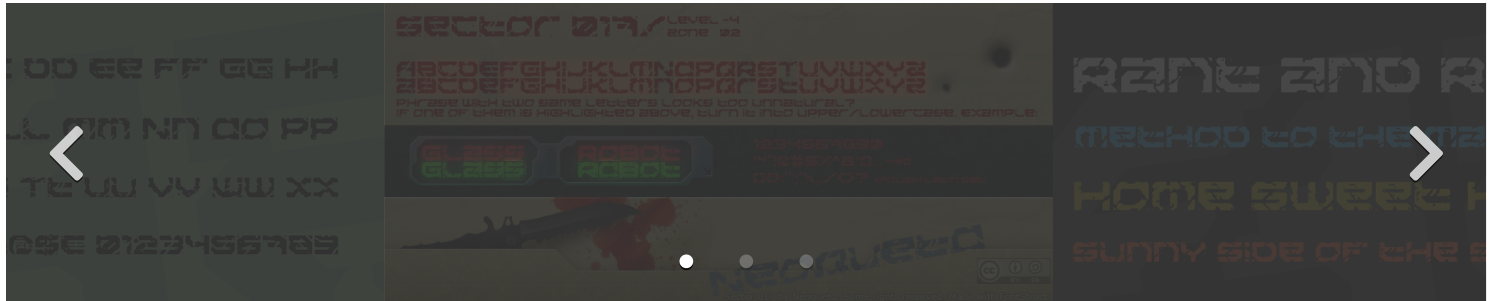 C DD EE FF GG HH
LL MM NN OO PP
TT UU VV WW XX
0123456789
SECTOR 017/
LEVEL -4
ZONE 02
ABCDEFGHIJKLMNOPQRSTUVWXYZ
ABCDEFGHIJKLMNOPQRSTUVWXYZ
PHRASE WITH TWO SAME LETTERS LOOKS TOO UNNATURAL?
IF ONE OF THEM IS HIGHLIGHTED ABOVE, TURN IT INTO UPPER/LOWERCASE. EXAMPLE:
GLASS ROBOT
GLASS ROBOT
NEOQUEtO
RANT AND R
METHOD TO THE MA
HOME SWEET H
SUNNY SIDE OF THE S